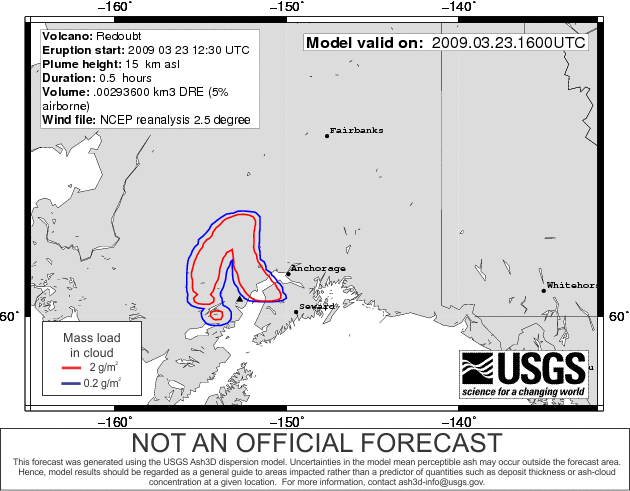 −160° −150° −140°
Volcano: Redoubt
Eruption start: 2009 03 23 12:30 UTC
Plume height: 15 km asl
Duration: 0.5 hours
Volume: .00293600 km3 DRE (5%
airborne)
Wind file: NCEP reanalysis 2.5 degree
Model valid on: 2009.03.23.1600UTC
Fairbanks
Anchorage
Whitehors
Seward
60° 60°
Mass load
in cloud
2 g/m²
0.2 g/m²
USGS
science for a changing world
u
−160° −150° −140°
NOT AN OFFICIAL FORECAST
This forecast was generated using the USGS Ash3D dispersion model. Uncertainties in the model mean perceptible ash may occur outside the forecast area.
Hence, model results should be regarded as a general guide to areas impacted rather than a predictor of quantities such as deposit thickness or ash-cloud
concentration at a given location. For more information, contact ash3d-info@usgs.gov.